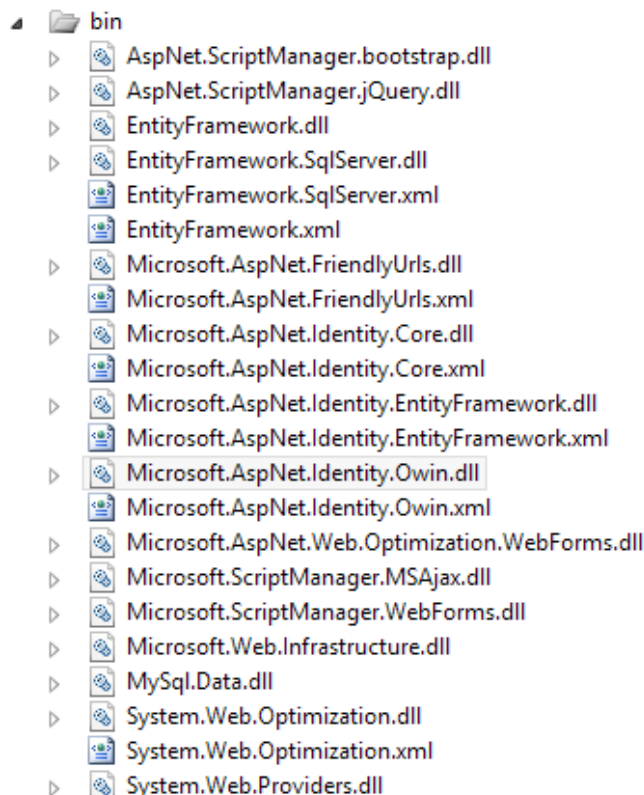 bin
AspNet.ScriptManager.bootstrap.dll
AspNet.ScriptManager.jQuery.dll
EntityFramework.dll
EntityFramework.SqlServer.dll
EntityFramework.SqlServer.xml
EntityFramework.xml
Microsoft.AspNet.FriendlyUrls.dll
Microsoft.AspNet.FriendlyUrls.xml
Microsoft.AspNet.Identity.Core.dll
Microsoft.AspNet.Identity.Core.xml
Microsoft.AspNet.Identity.EntityFramework.dll
Microsoft.AspNet.Identity.EntityFramework.xml
Microsoft.AspNet.Identity.Owin.dll
Microsoft.AspNet.Identity.Owin.xml
Microsoft.AspNet.Web.Optimization.WebForms.dll
Microsoft.ScriptManager.MSAjax.dll
Microsoft.ScriptManager.WebForms.dll
Microsoft.Web.Infrastructure.dll
MySql.Data.dll
System.Web.Optimization.dll
System.Web.Optimization.xml
System.Web.Providers.dll